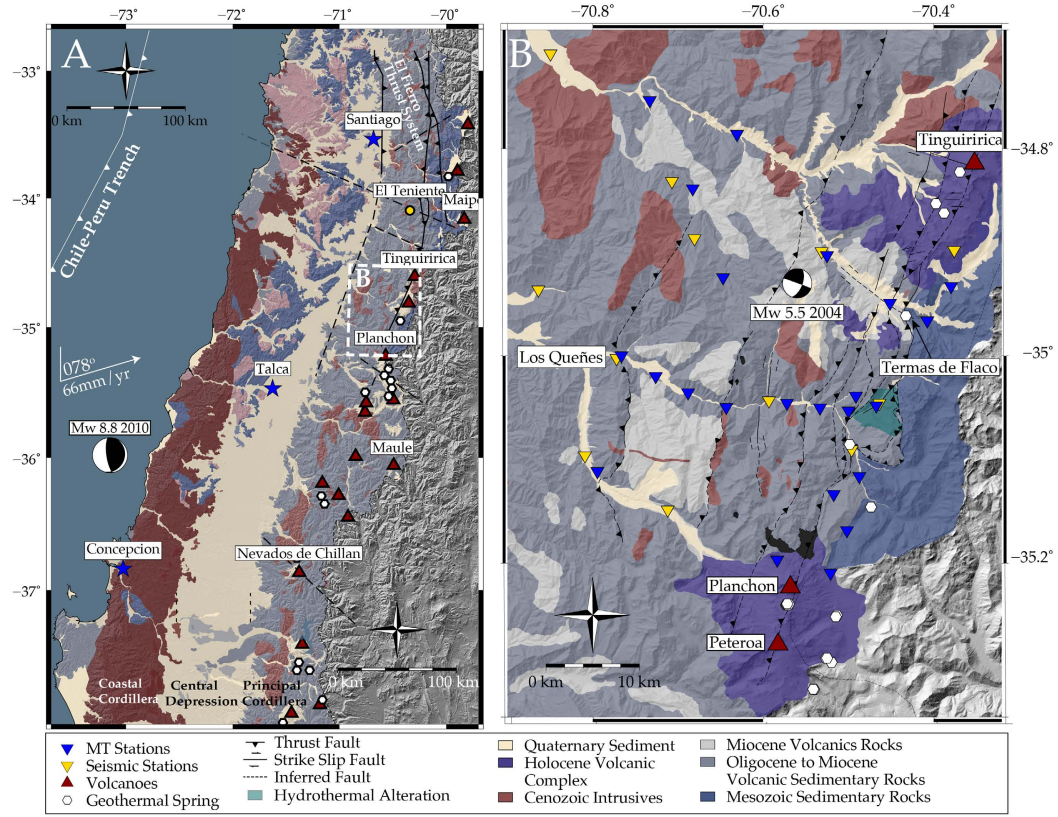 −73
−72
−71
−70
−33
−34
−35
−36
−37
A
0 km
100 km
Chile-Peru Trench
El Fierro
Thrust System
Santiago
El Teniente
Maipo
Tinguiririca
B
Planchon
078º
66mm/yr
Talca
Mw 8.8 2010
Maule
Concepcion
Nevados de Chillan
0 km
100 km
Coastal
Cordillera
Central
Depression
Principal
Cordillera
−70.8
−70.6
−70.4
−34.8
−35
−35.2
B
Tinguiririca
Mw 5.5 2004
Los Queñes
Termas de Flaco
Planchon
Peteroa
0 km
10 km
MT Stations
Seismic Stations
Volcanoes
Geothermal Spring
Thrust Fault
Strike Slip Fault
Inferred Fault
Hydrothermal Alteration
Quaternary Sediment
Holocene Volcanic
Complex
Cenozoic Intrusives
Miocene Volcanics Rocks
Oligocene to Miocene
Volcanic Sedimentary Rocks
Mesozoic Sedimentary Rocks